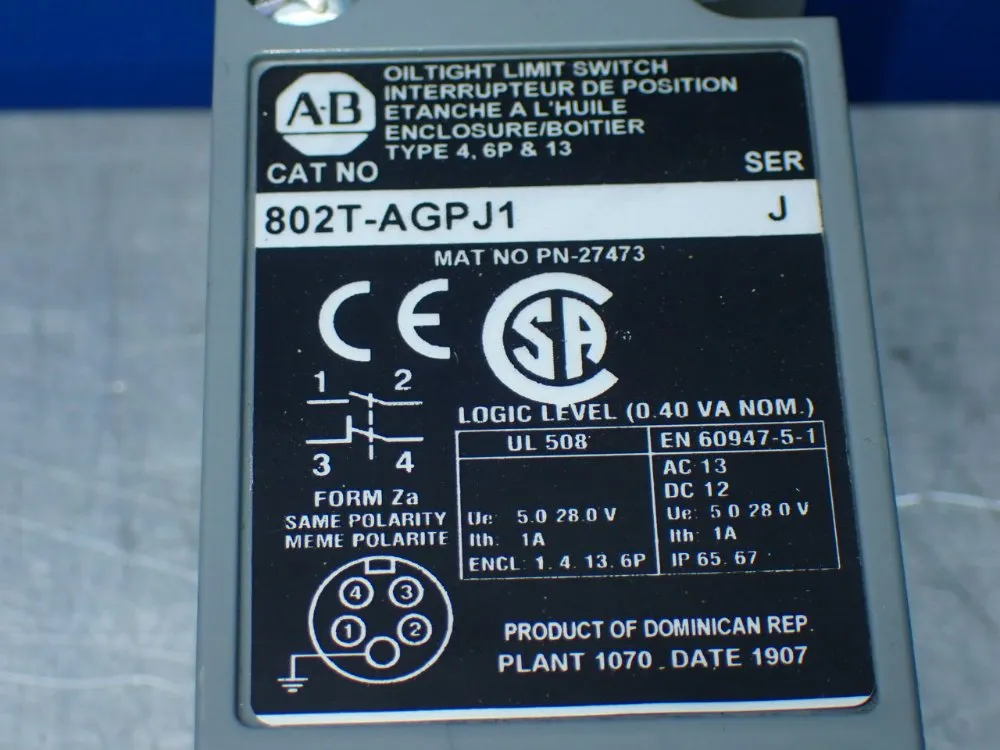 A-B
OILTIGHT LIMIT SWITCH
INTERRUPTEUR DE POSITION
ETANCHE A L'HUILE
ENCLOSURE/BOITIER
TYPE 4, 6P & 13
CAT NO
SER
802T-AGPJ1
J
MAT NO PN-27473
CE
CSA
1 2
3 4
FORM Za
SAME POLARITY
MEME POLARITE
4 3
1 2
LOGIC LEVEL (0.40 VA NOM.)
UL 508
Ue: 5.0 28.0 V
Ith: 1A
ENCL: 1. 4. 13. 6P
EN 60947-5-1
AC 13
DC 12
Ue: 5 0 28 0 V
Ith: 1A
IP 65. 67
PRODUCT OF DOMINICAN REP.
PLANT 1070 . DATE 1907